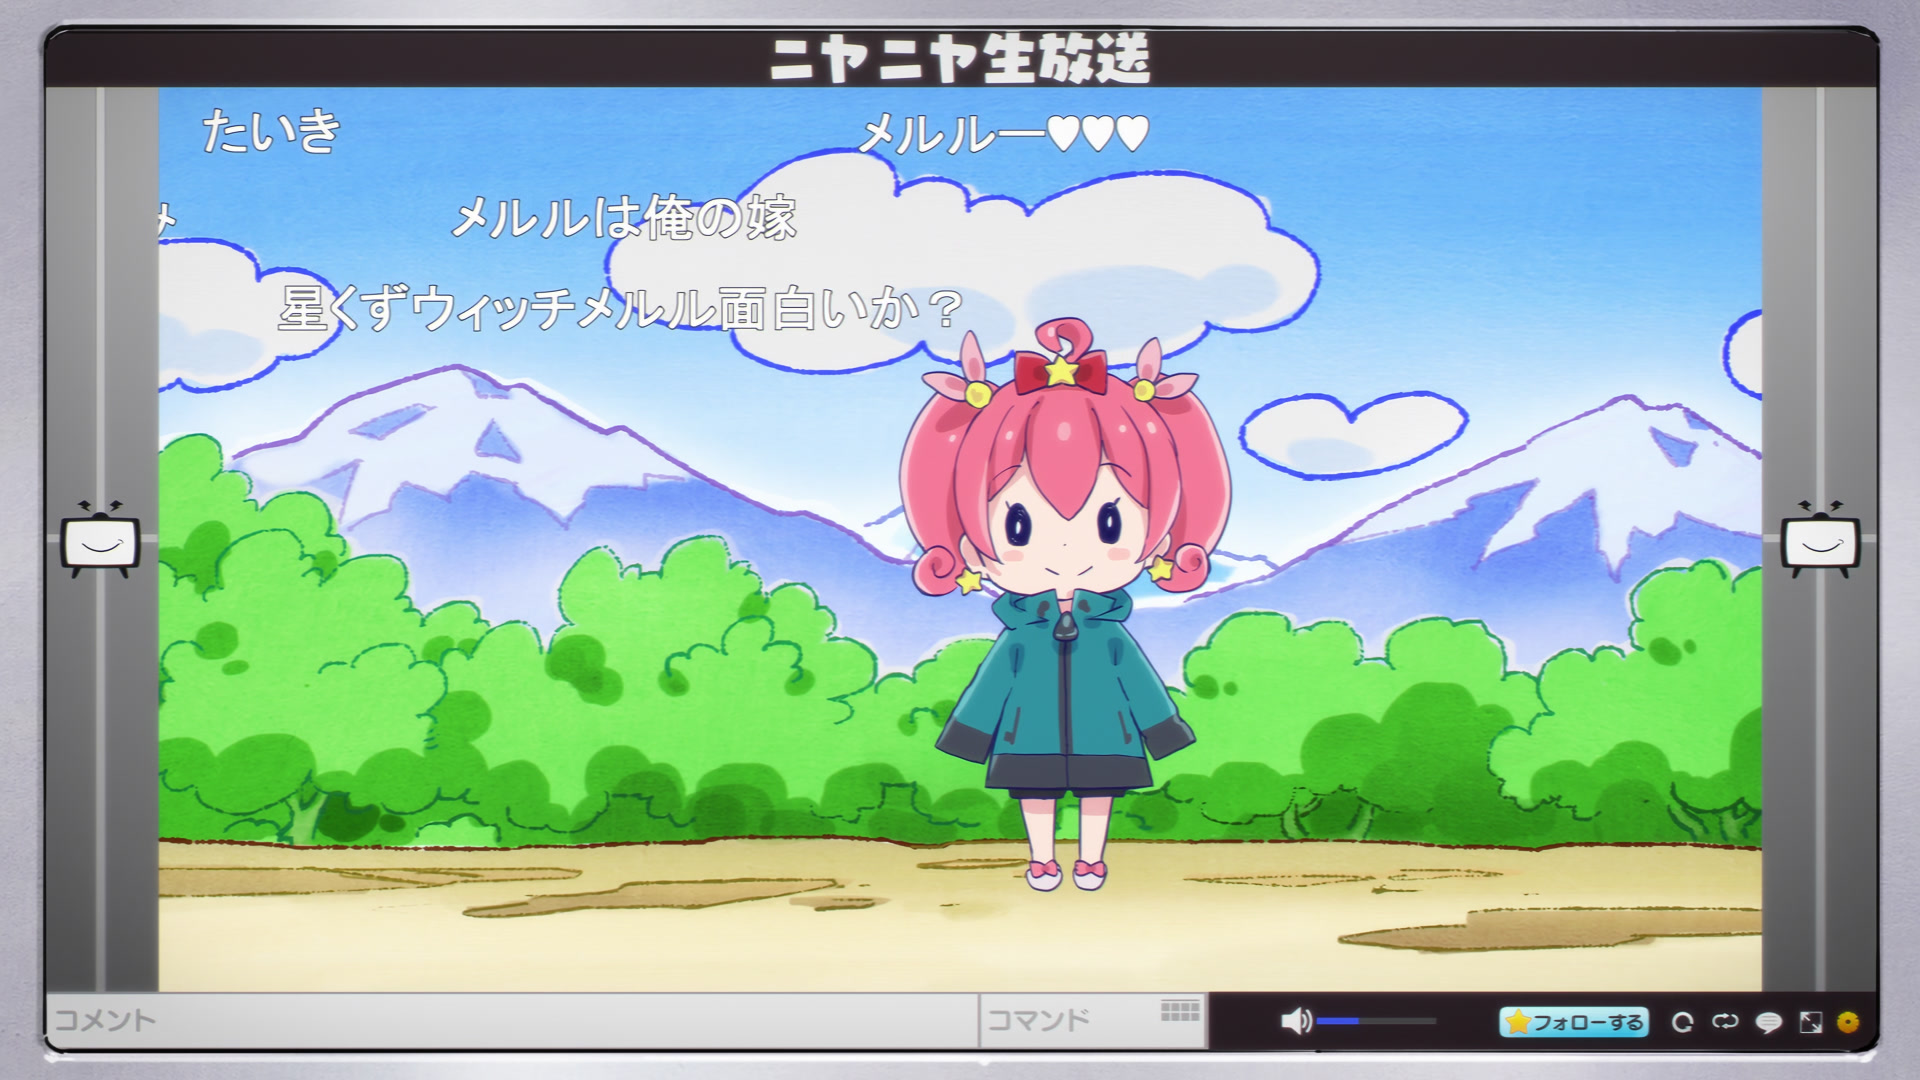 ニヤニヤ生放送
たいき
メルルー♥♥♥
メルルは俺の嫁
星くずウィッチメルル面白いか？
コメント
コマンド
フォローする